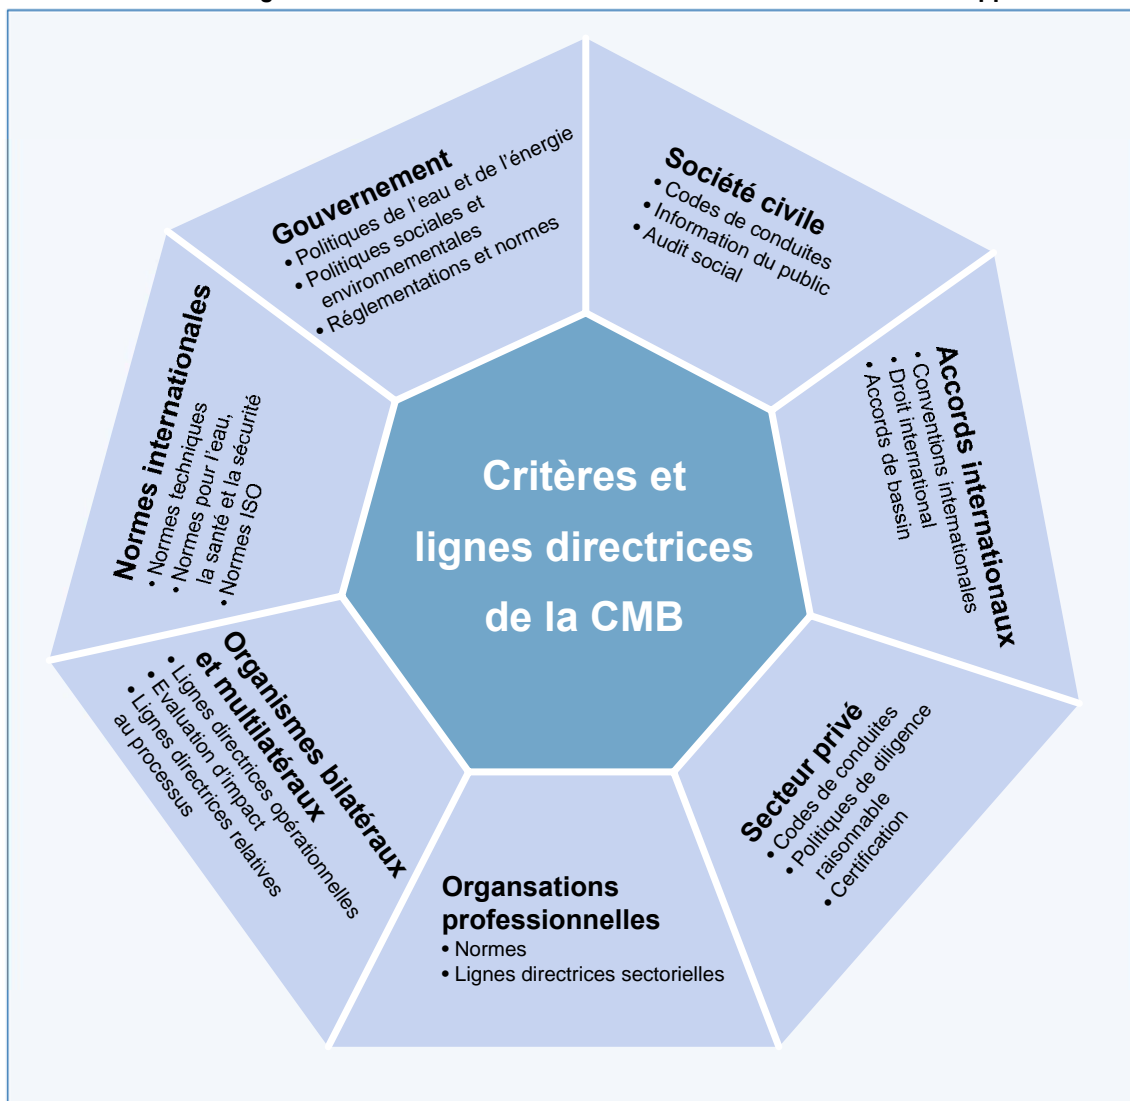 Gouvernement
• Politiques de l'eau et de l'énergie
• Politiques sociales et
environnementales
• Réglementations et normes
Société civile
• Codes de conduites
• Information du public
• Audit social
Accords internationaux
• Conventions internationales
• Droit international
• Accords de bassin
Secteur privé
• Codes de conduites
• Politiques de diligence
raisonnable
• Certification
Organsations
professionnelles
• Normes
• Lignes directrices sectorielles
Organismes bilatéraux
et multilatéraux
• Lignes directrices opérationnelles
• Evaluation d'impact
• Lignes directrices relatives
au processus
Normes internationales
• Normes techniques
• Normes pour l'eau,
la santé et la sécurité
• Normes ISO
Critères et
lignes directrices
de la CMB